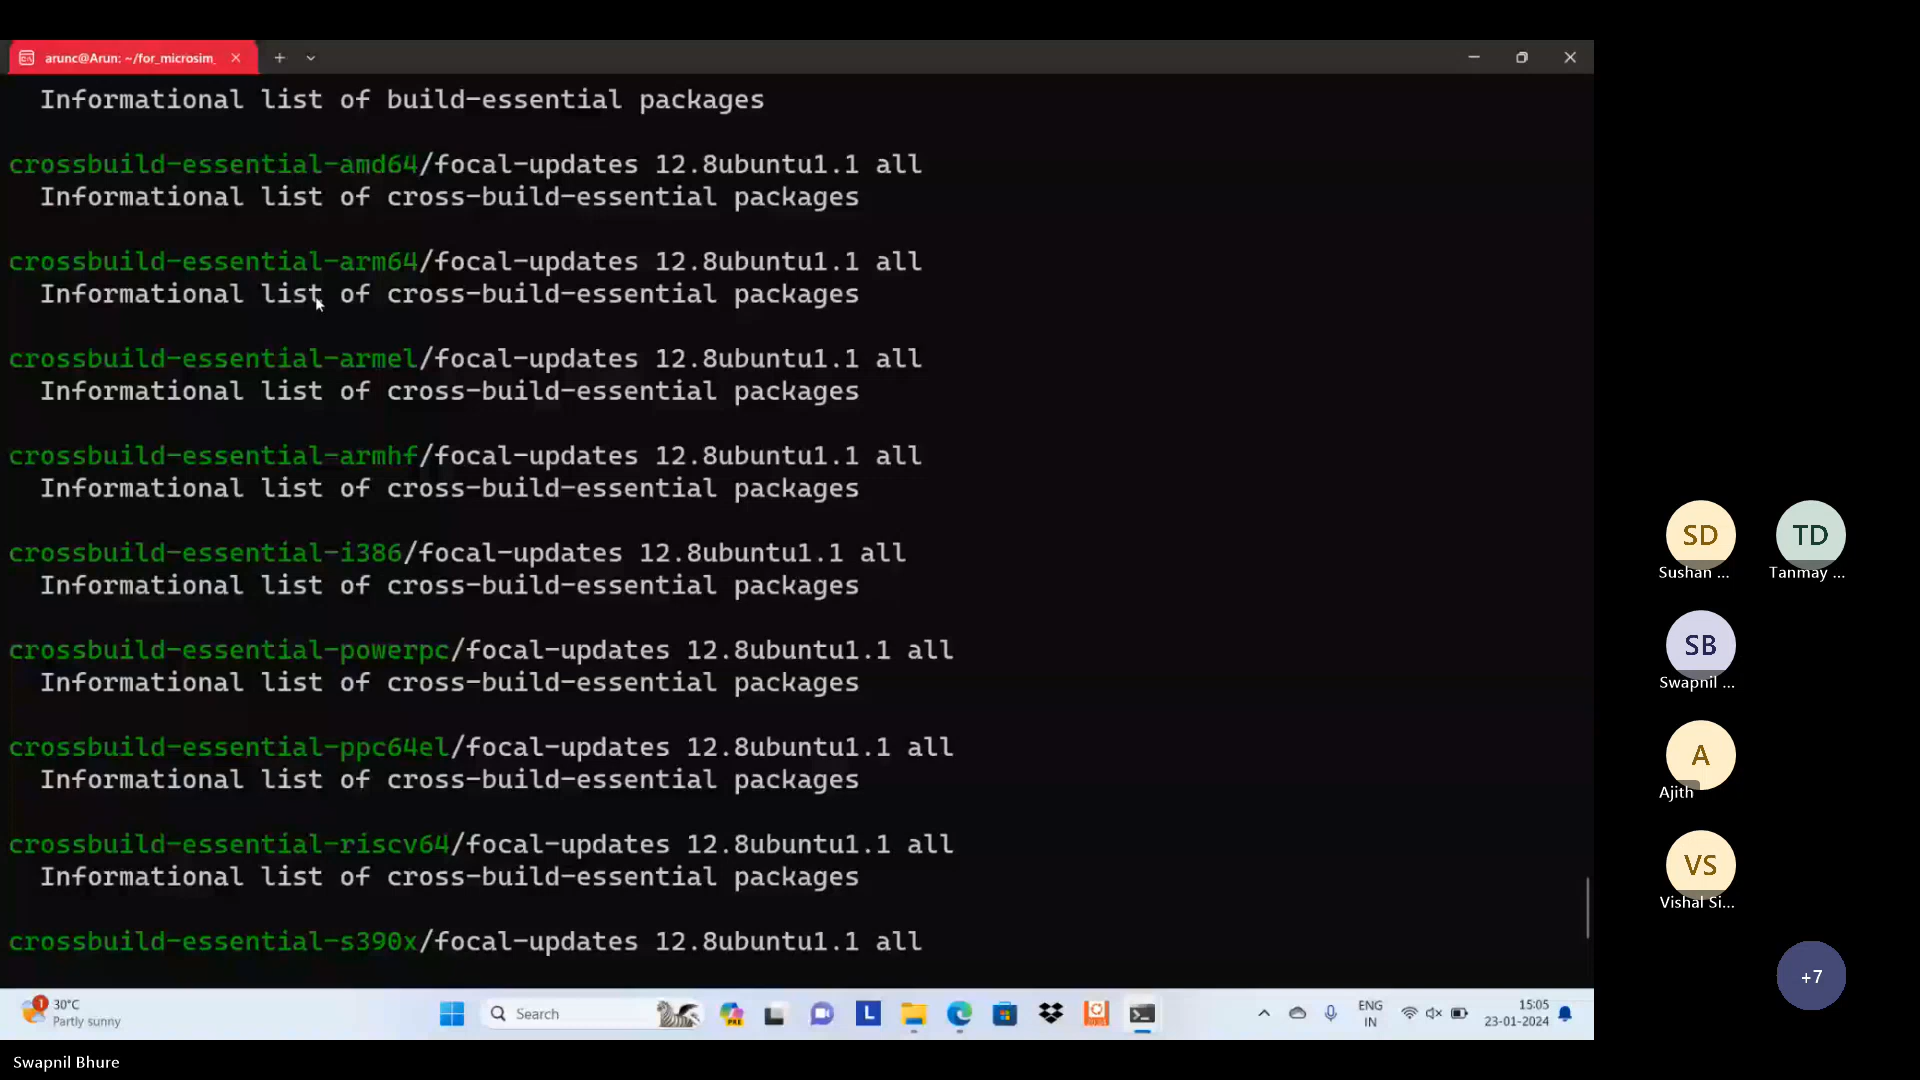 arunc@Arun: ~/for_microsim_
Informational list of build-essential packages
crossbuild-essential-amd64/focal-updates 12.8ubuntu1.1 all
Informational list of cross-build-essential packages
crossbuild-essential-arm64/focal-updates 12.8ubuntu1.1 all
Informational list of cross-build-essential packages
crossbuild-essential-armel/focal-updates 12.8ubuntu1.1 all
Informational list of cross-build-essential packages
crossbuild-essential-armhf/focal-updates 12.8ubuntu1.1 all
Informational list of cross-build-essential packages
crossbuild-essential-i386/focal-updates 12.8ubuntu1.1 all
Informational list of cross-build-essential packages
crossbuild-essential-powerpc/focal-updates 12.8ubuntu1.1 all
Informational list of cross-build-essential packages
crossbuild-essential-ppc64el/focal-updates 12.8ubuntu1.1 all
Informational list of cross-build-essential packages
crossbuild-essential-riscv64/focal-updates 12.8ubuntu1.1 all
Informational list of cross-build-essential packages
crossbuild-essential-s390x/focal-updates 12.8ubuntu1.1 all
SD TD
Sushan ... Tanmay ...
SB
Swapnil ...
A
Ajith
VS
Vishal Si...
+7
1 30°C
Partly sunny
Search
PRE
L
ENG
IN
15:05
23-01-2024
Swapnil Bhure